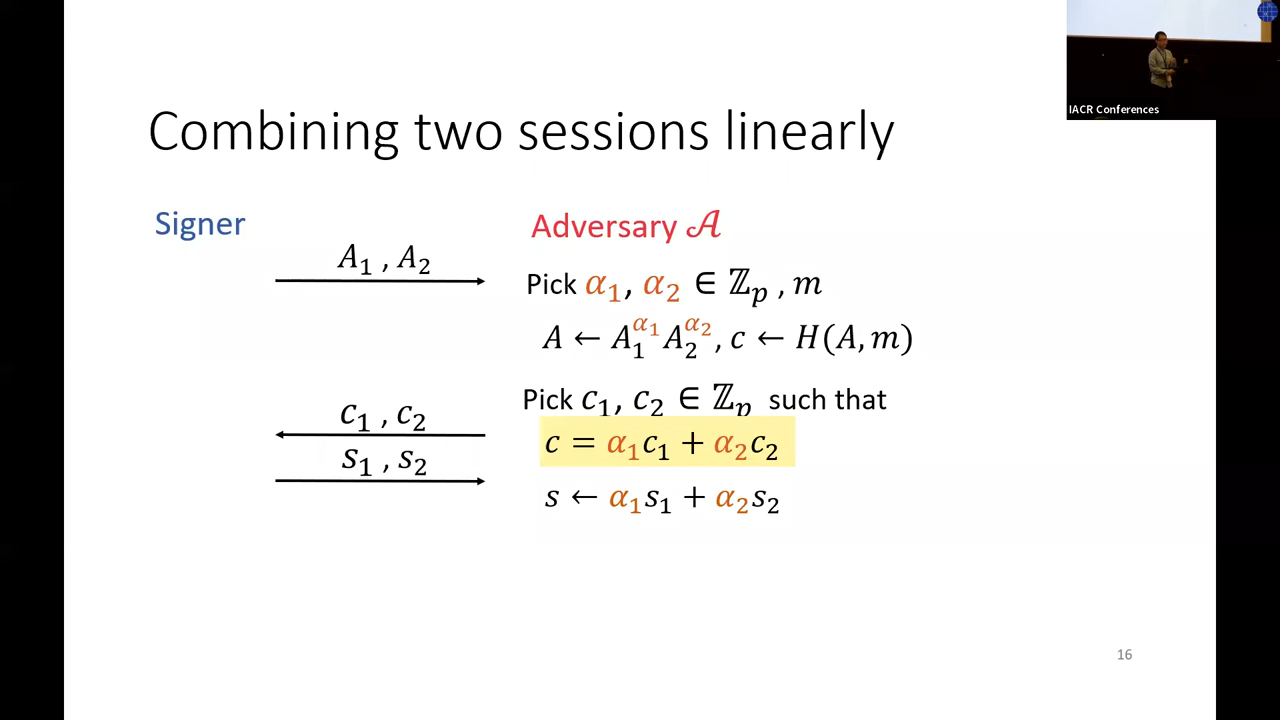 IACR Conferences
Combining two sessions linearly
Signer
Adversary 𝒜
A₁ , A₂
Pick α₁, α₂ ∈ ℤₚ , m
A ← A₁^α₁ A₂^α₂, c ← H(A, m)
Pick c₁, c₂ ∈ ℤₚ such that
c₁ , c₂
c = α₁c₁ + α₂c₂
s₁ , s₂
s ← α₁s₁ + α₂s₂
16